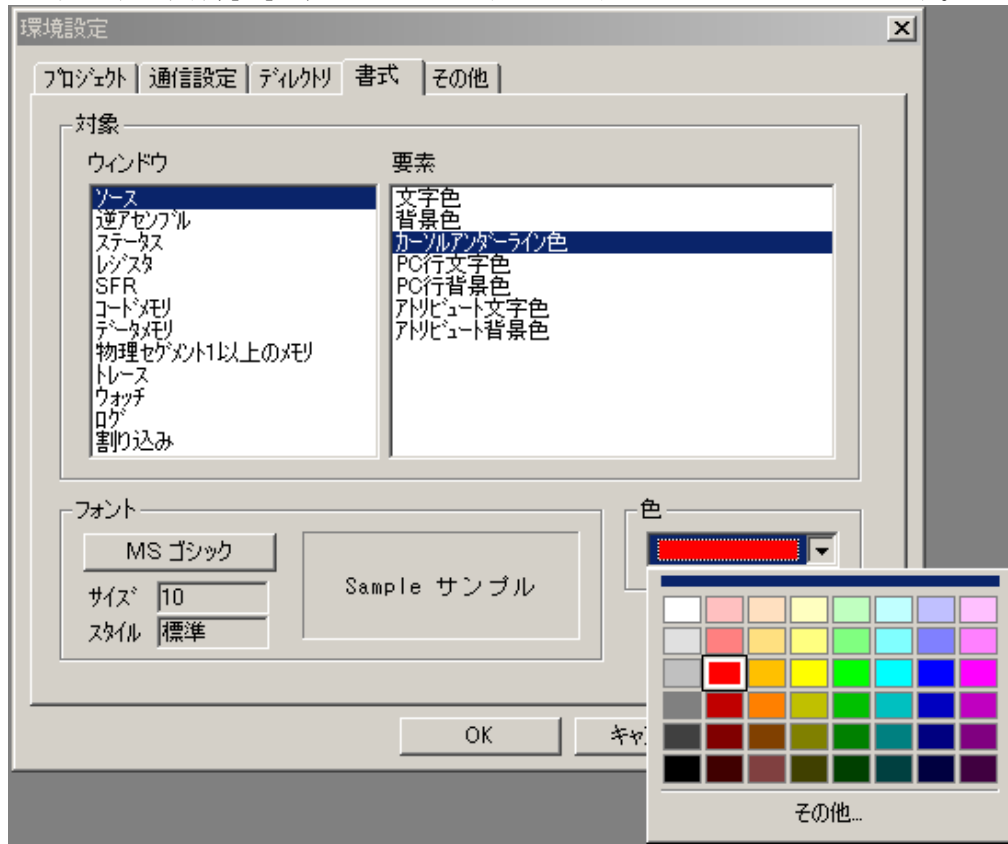 環境設定
プロジェクト 通信設定 ディレクトリ 書式 その他
対象
ウィンドウ
ソース
逆アセンブル
ステータス
レジスタ
SFR
コードメモリ
データメモリ
物理セグメント1以上のメモリ
トレース
ウォッチ
ログ
割り込み
要素
文字色
背景色
カーソルアンダーライン色
PC行文字色
PC行背景色
アトリビュート文字色
アトリビュート背景色
フォント
MS ゴシック
サイズ 10
スタイル 標準
Sample サンプル
色
その他...
OK